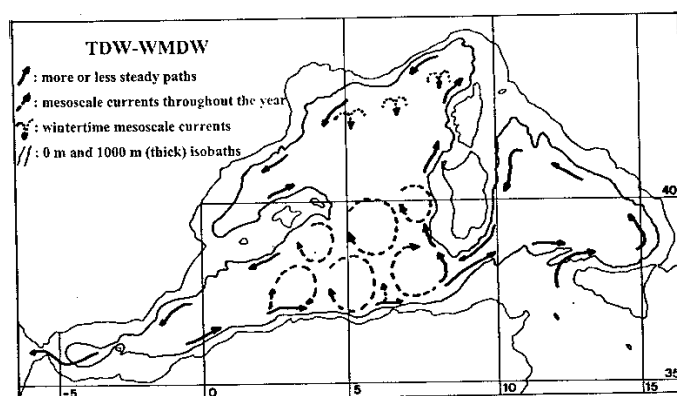 TDW-WMDW
: more or less steady paths
: mesoscale currents throughout the year
: wintertime mesoscale currents
: 0 m and 1000 m (thick) isobaths
40
35
-5
0
5
10
15